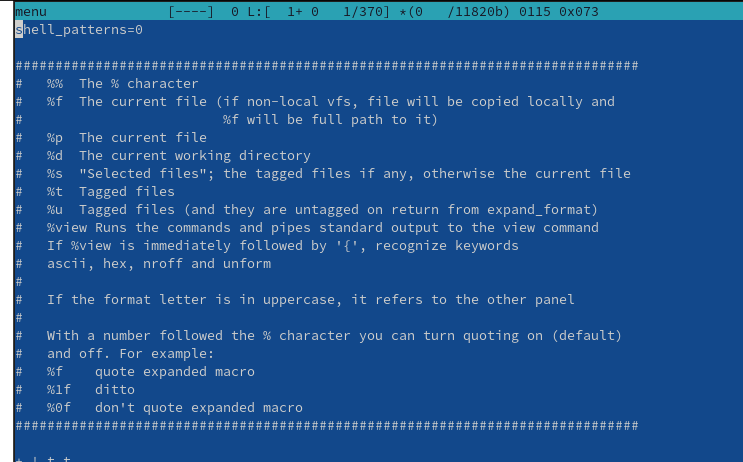 menu [----] 0 L:[ 1+ 0 1/370] *(0 /11820b) 0115 0x073
shell_patterns=0
##############################################################################
# %% The % character
# %f The current file (if non-local vfs, file will be copied locally and
# %f will be full path to it)
# %p The current file
# %d The current working directory
# %s "Selected files"; the tagged files if any, otherwise the current file
# %t Tagged files
# %u Tagged files (and they are untagged on return from expand_format)
# %view Runs the commands and pipes standard output to the view command
# If %view is immediately followed by '{', recognize keywords
# ascii, hex, nroff and unform
#
# If the format letter is in uppercase, it refers to the other panel
#
# With a number followed the % character you can turn quoting on (default)
# and off. For example:
# %f quote expanded macro
# %1f ditto
# %0f don't quote expanded macro
##############################################################################
+ ! t t